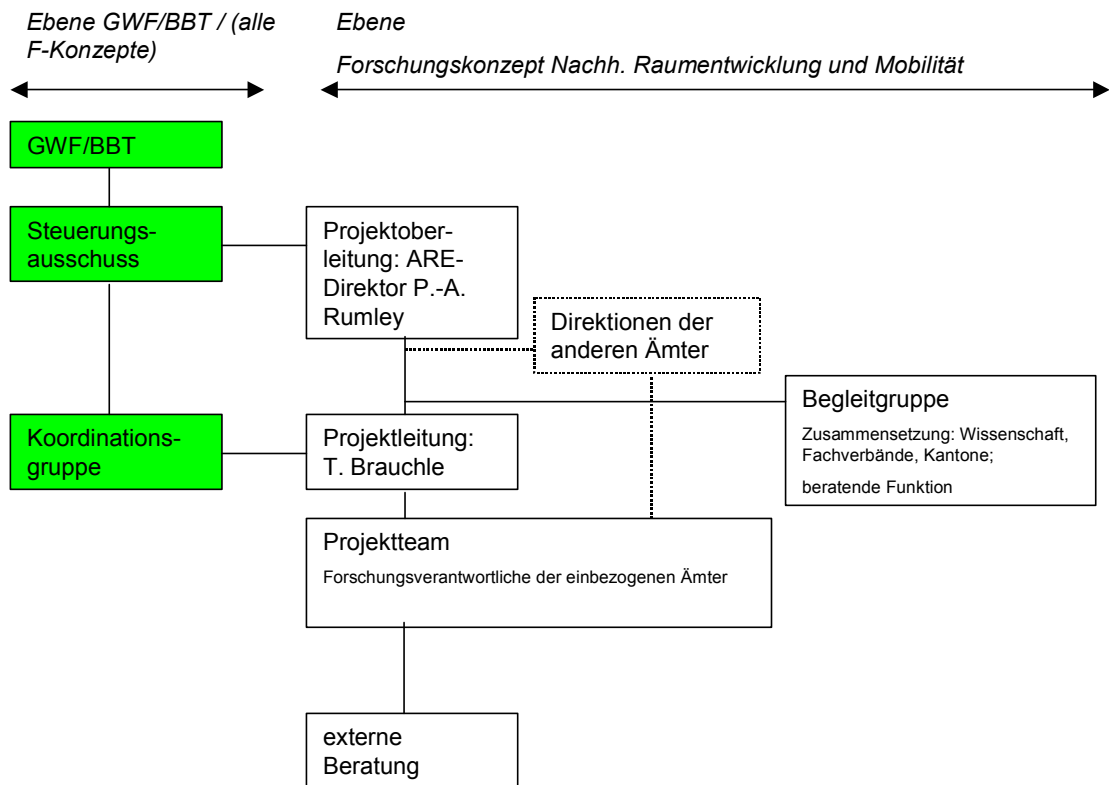 Ebene GWF/BBT / (alle
F-Konzepte)
Ebene
Forschungskonzept Nachh. Raumentwicklung und Mobilität
GWF/BBT
Steuerungs-
ausschuss
Projektober-
leitung: ARE-
Direktor P.-A.
Rumley
Direktionen der
anderen Ämter
Koordinations-
gruppe
Projektleitung:
T. Brauchle
Begleitgruppe
Zusammensetzung: Wissenschaft,
Fachverbände, Kantone;
beratende Funktion
Projektteam
Forschungsverantwortliche der einbezogenen Ämter
externe
Beratung